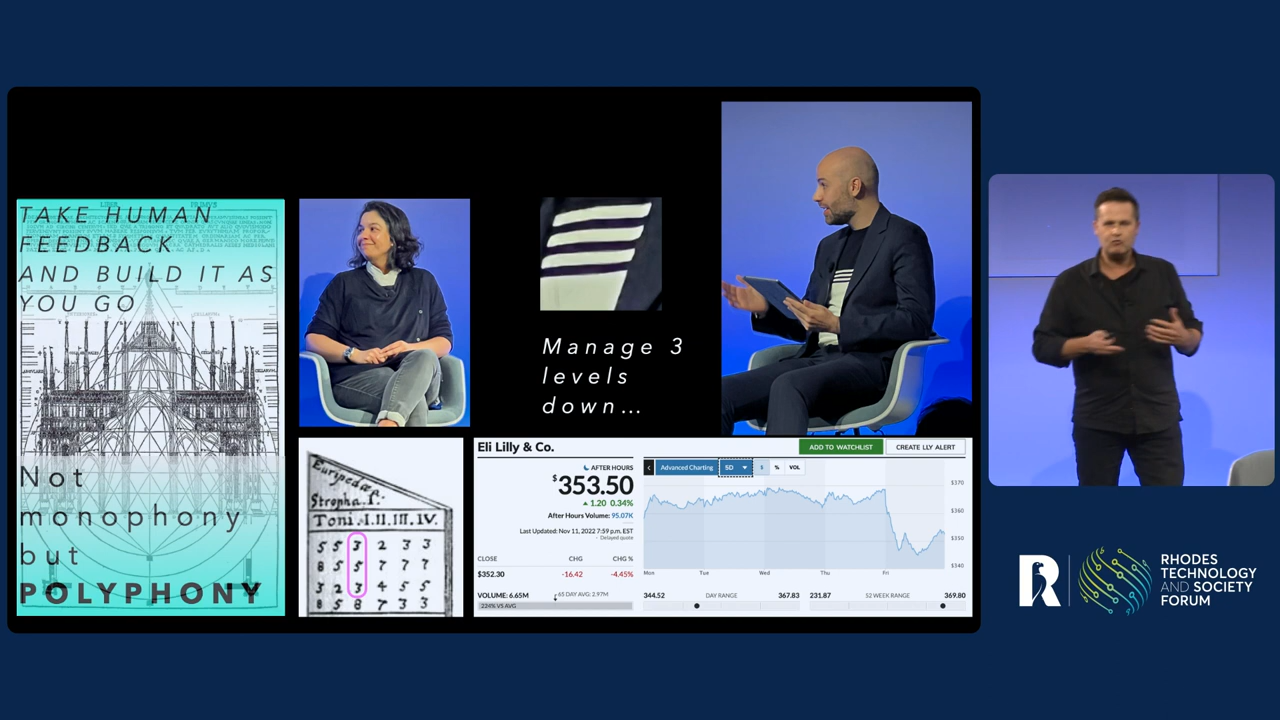 TAKE HUMAN
FEEDBACK
AND BUILD IT AS
YOU GO
Not
monophony
but
POLYPHONY
Manage 3
levels
down...
Toni .I.II.III.IV.
5 5 3 2 3 3
8 5 5 7 7 7
3 2 3 4 5 5
8 5 8 7 3 3
Eli Lilly & Co.
ADD TO WATCHLIST
CREATE LLY ALERT
AFTER HOURS
$353.50
1.20 0.34%
After Hours Volume: 95.07K
Last Updated: Nov 11, 2022 7:59 p.m. EST
Delayed quote
CLOSE CHG CHG %
$352.30 -16.42 -4.45%
VOLUME: 6.65M 65 DAY AVG: 2.97M
224% VS AVG
Advanced Charting 5D $ % VOL
$370
$360
$350
$340
Mon Tue Wed Thu Fri
344.52 DAY RANGE 367.83
231.87 52 WEEK RANGE 369.80
R
RHODES
TECHNOLOGY
AND SOCIETY
FORUM